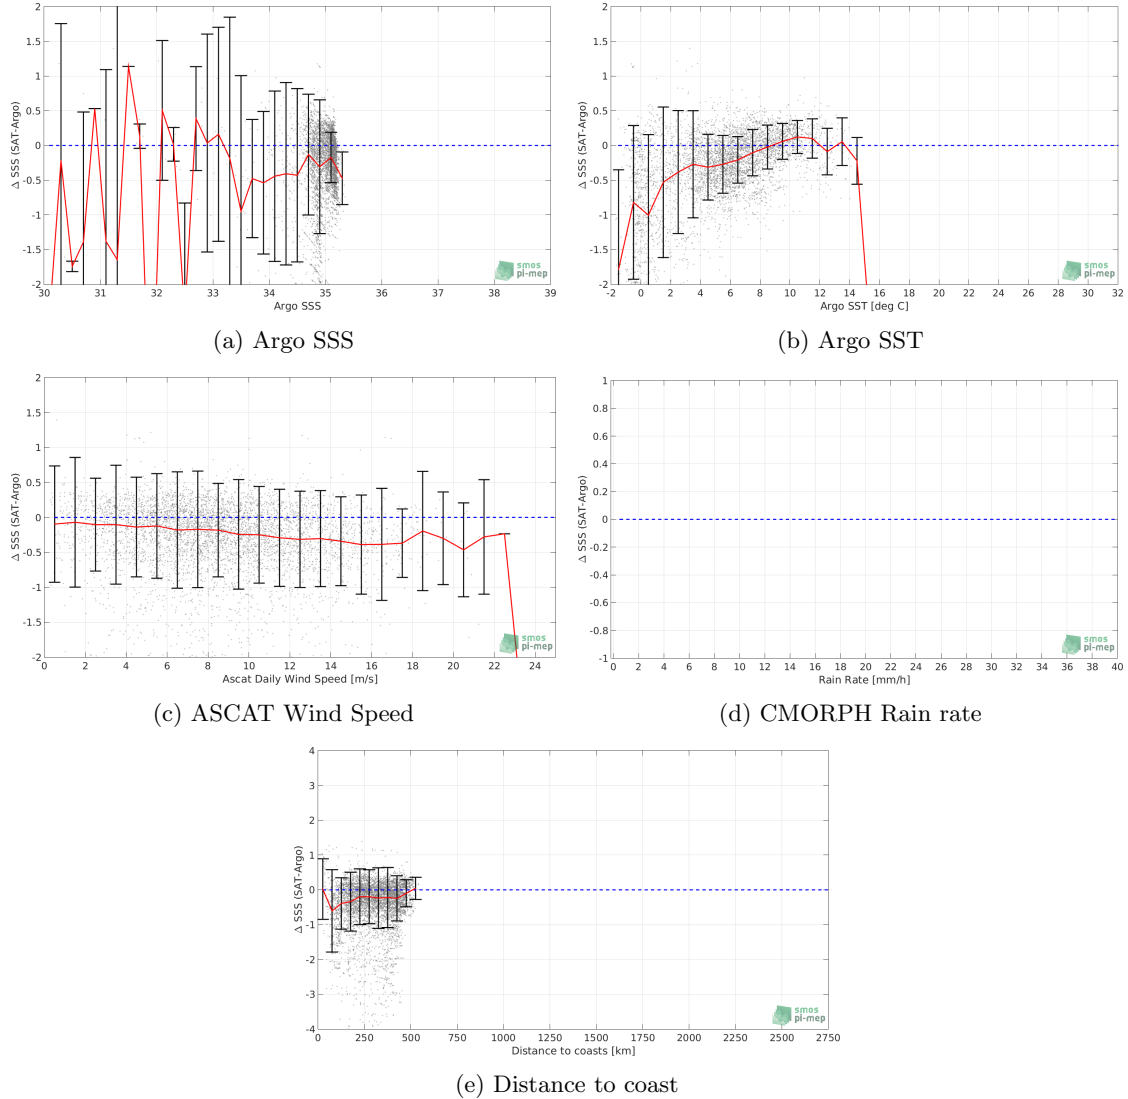 2
1.5
1
0.5
0
-0.5
-1
-1.5
-2
Δ SSS (SAT-Argo)
30 31 32 33 34 35 36 37 38 39
Argo SSS
smos
pi-mep
(a) Argo SSS
2
1.5
1
0.5
0
-0.5
-1
-1.5
-2
Δ SSS (SAT-Argo)
-2 0 2 4 6 8 10 12 14 16 18 20 22 24 26 28 30 32
Argo SST [deg C]
smos
pi-mep
(b) Argo SST
2
1.5
1
0.5
0
-0.5
-1
-1.5
-2
Δ SSS (SAT-Argo)
0 2 4 6 8 10 12 14 16 18 20 22 24
Ascat Daily Wind Speed [m/s]
smos
pi-mep
(c) ASCAT Wind Speed
1
0.8
0.6
0.4
0.2
0
-0.2
-0.4
-0.6
-0.8
-1
Δ SSS (SAT-Argo)
0 2 4 6 8 10 12 14 16 18 20 22 24 26 28 30 32 34 36 38 40
Rain Rate [mm/h]
smos
pi-mep
(d) CMORPH Rain rate
4
3
2
1
0
-1
-2
-3
-4
Δ SSS (SAT-Argo)
0 250 500 750 1000 1250 1500 1750 2000 2250 2500 2750
Distance to coasts [km]
smos
pi-mep
(e) Distance to coast